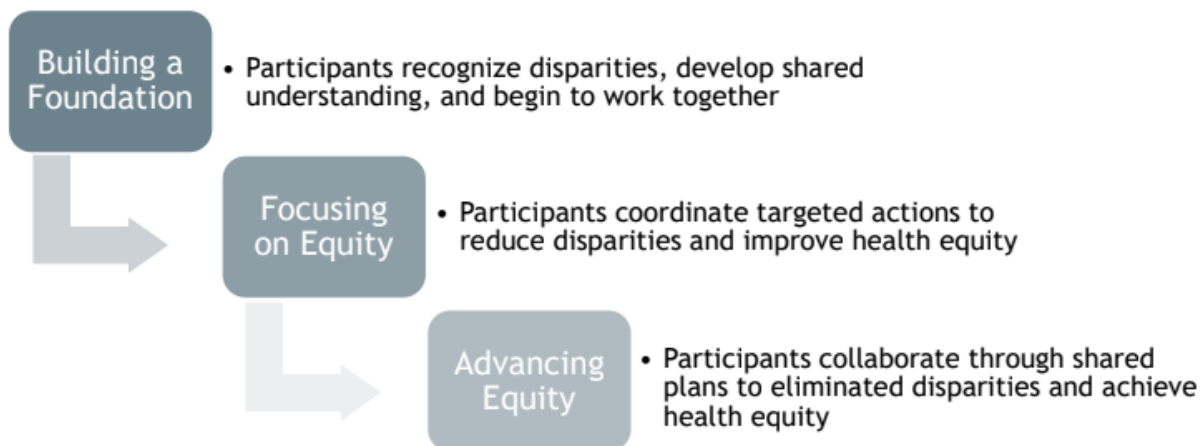 Building a
Foundation
• Participants recognize disparities, develop shared
understanding, and begin to work together
Focusing
on Equity
• Participants coordinate targeted actions to
reduce disparities and improve health equity
Advancing
Equity
• Participants collaborate through shared
plans to eliminated disparities and achieve
health equity